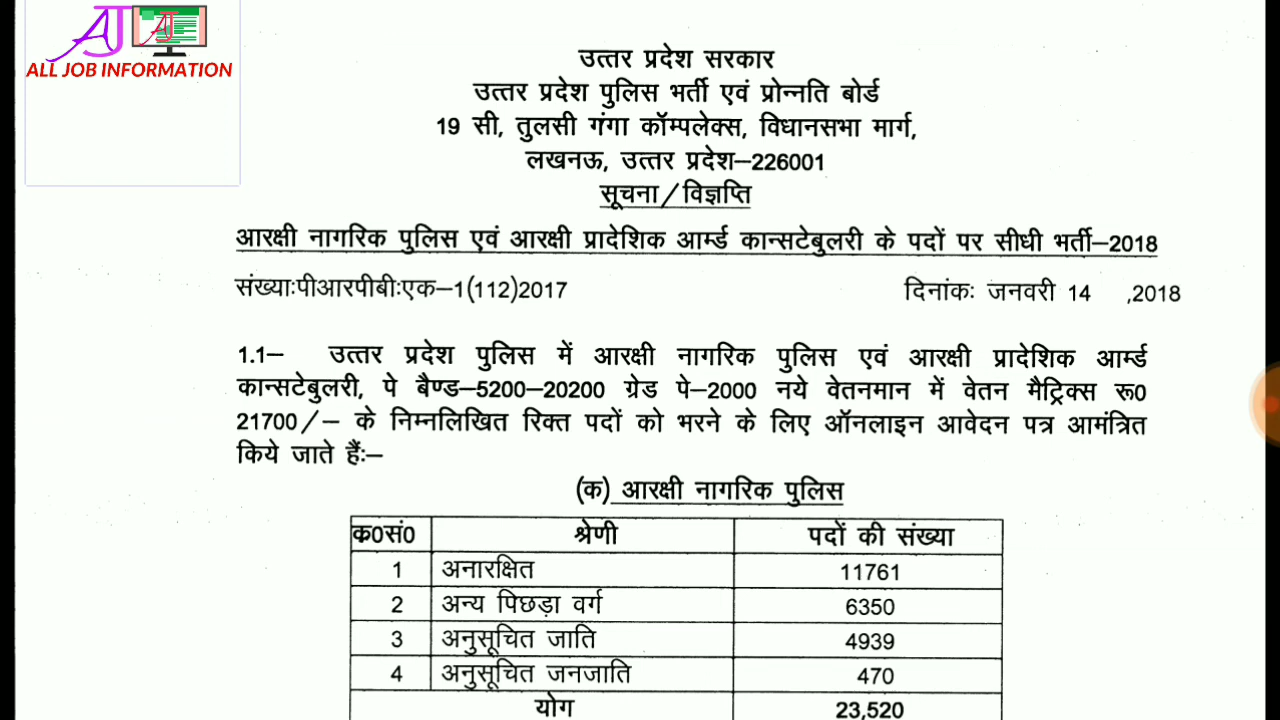 AJ
ALL JOB INFORMATION
उत्तर प्रदेश सरकार
उत्तर प्रदेश पुलिस भर्ती एवं प्रोन्नति बोर्ड
19 सी, तुलसी गंगा कॉम्पलेक्स, विधानसभा मार्ग,
लखनऊ, उत्तर प्रदेश–226001
सूचना/विज्ञप्ति
आरक्षी नागरिक पुलिस एवं आरक्षी प्रादेशिक आर्म्ड कान्सटेबुलरी के पदों पर सीधी भर्ती–2018
संख्याःपीआरपीबीःएक–1(112)2017 दिनांकः जनवरी 14 ,2018
1.1– उत्तर प्रदेश पुलिस में आरक्षी नागरिक पुलिस एवं आरक्षी प्रादेशिक आर्म्ड
कान्सटेबुलरी, पे बैण्ड–5200–20200 ग्रेड पे–2000 नये वेतनमान में वेतन मैट्रिक्स रू0
21700/– के निम्नलिखित रिक्त पदों को भरने के लिए ऑनलाइन आवेदन पत्र आमंत्रित
किये जाते हैंः–
(क) आरक्षी नागरिक पुलिस
क0सं0 श्रेणी पदों की संख्या
1 अनारक्षित 11761
2 अन्य पिछड़ा वर्ग 6350
3 अनुसूचित जाति 4939
4 अनुसूचित जनजाति 470
योग 23,520